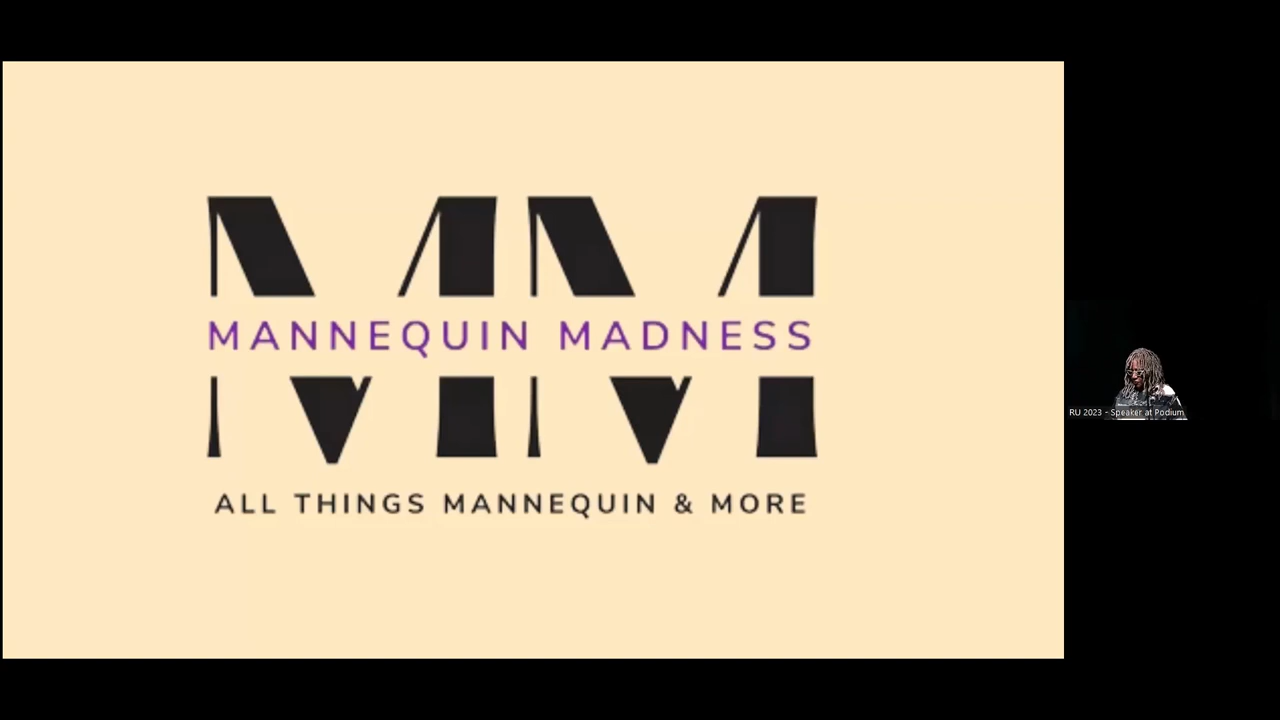 MM
MANNEQUIN MADNESS
ALL THINGS MANNEQUIN & MORE
RU 2023 - Speaker at Podium